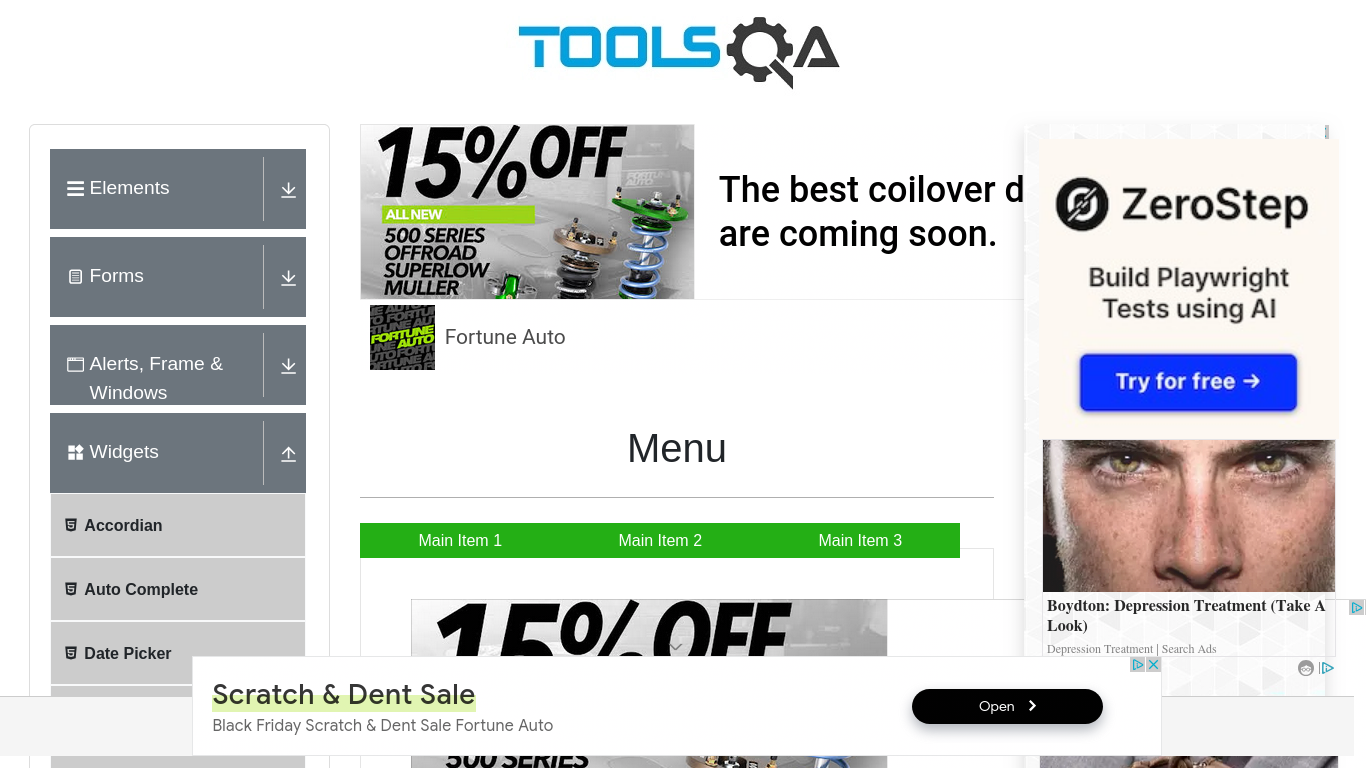 TOOLSQA
Elements
Forms
Alerts, Frame &
Windows
Widgets
Accordian
Auto Complete
Date Picker
15% OFF
ALL NEW
500 SERIES
OFFROAD
SUPERLOW
MULLER
The best coilover d
are coming soon.
FORTUNE
AUTO
Fortune Auto
Menu
Main Item 1
Main Item 2
Main Item 3
15% OFF
500 SERIES
ZeroStep
Build Playwright
Tests using AI
Try for free →
Boydton: Depression Treatment (Take A
Look)
Depression Treatment | Search Ads
Scratch & Dent Sale
Black Friday Scratch & Dent Sale Fortune Auto
Open